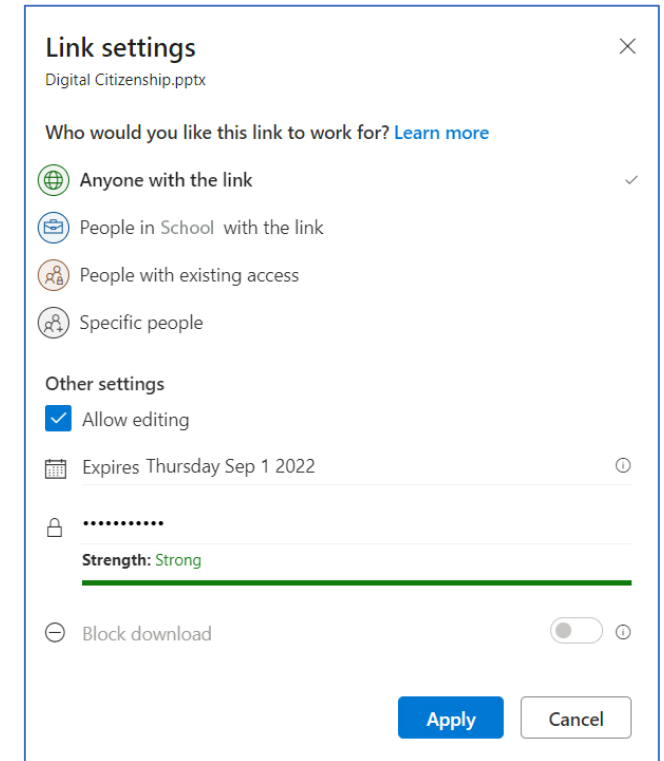 Link settings
Digital Citizenship.pptx
Who would you like this link to work for? Learn more
Anyone with the link
People in School with the link
People with existing access
Specific people
Other settings
Allow editing
Expires Thursday Sep 1 2022
•••••••••••
Strength: Strong
Block download
Apply Cancel